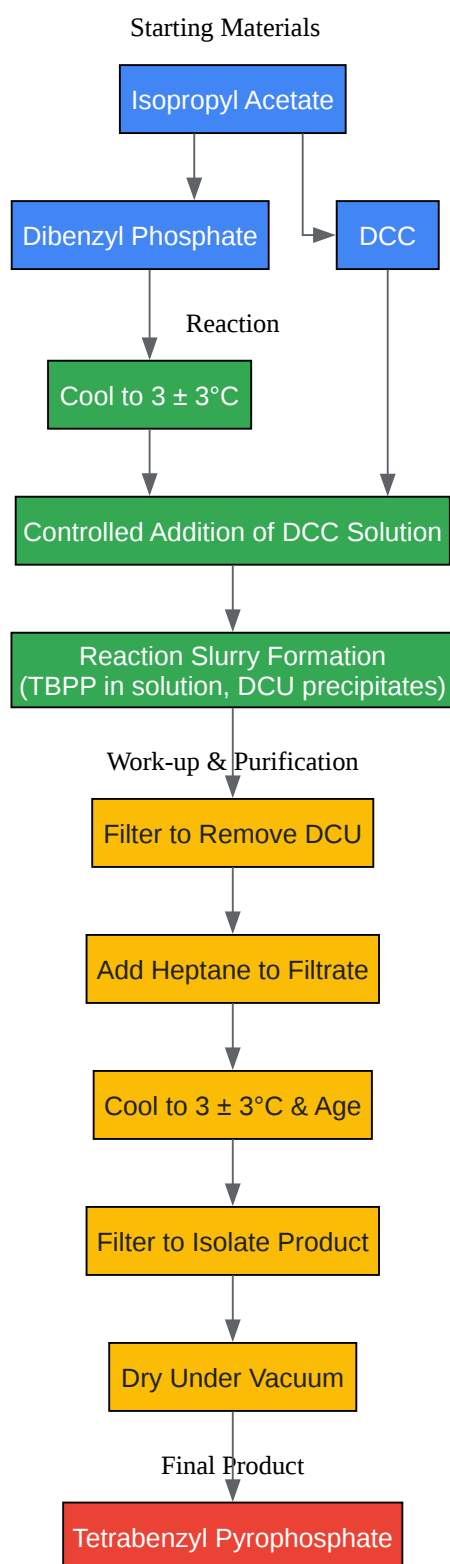 Starting Materials
Isopropyl Acetate
Dibenzyl Phosphate
DCC
Reaction
Cool to 3 ± 3°C
Controlled Addition of DCC Solution
Reaction Slurry Formation
(TBPP in solution, DCU precipitates)
Work-up & Purification
Filter to Remove DCU
Add Heptane to Filtrate
Cool to 3 ± 3°C & Age
Filter to Isolate Product
Dry Under Vacuum
Final Product
Tetrabenzyl Pyrophosphate